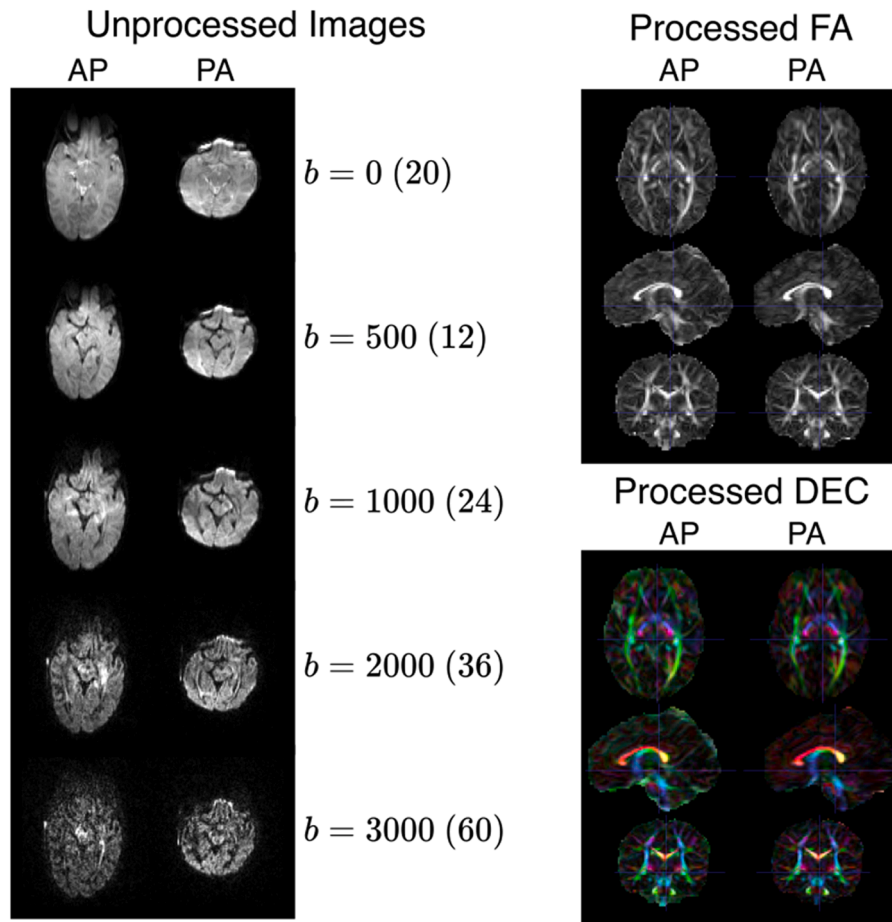 Unprocessed Images
AP PA
b = 0 (20)
b = 500 (12)
b = 1000 (24)
b = 2000 (36)
b = 3000 (60)
Processed FA
AP PA
Processed DEC
AP PA